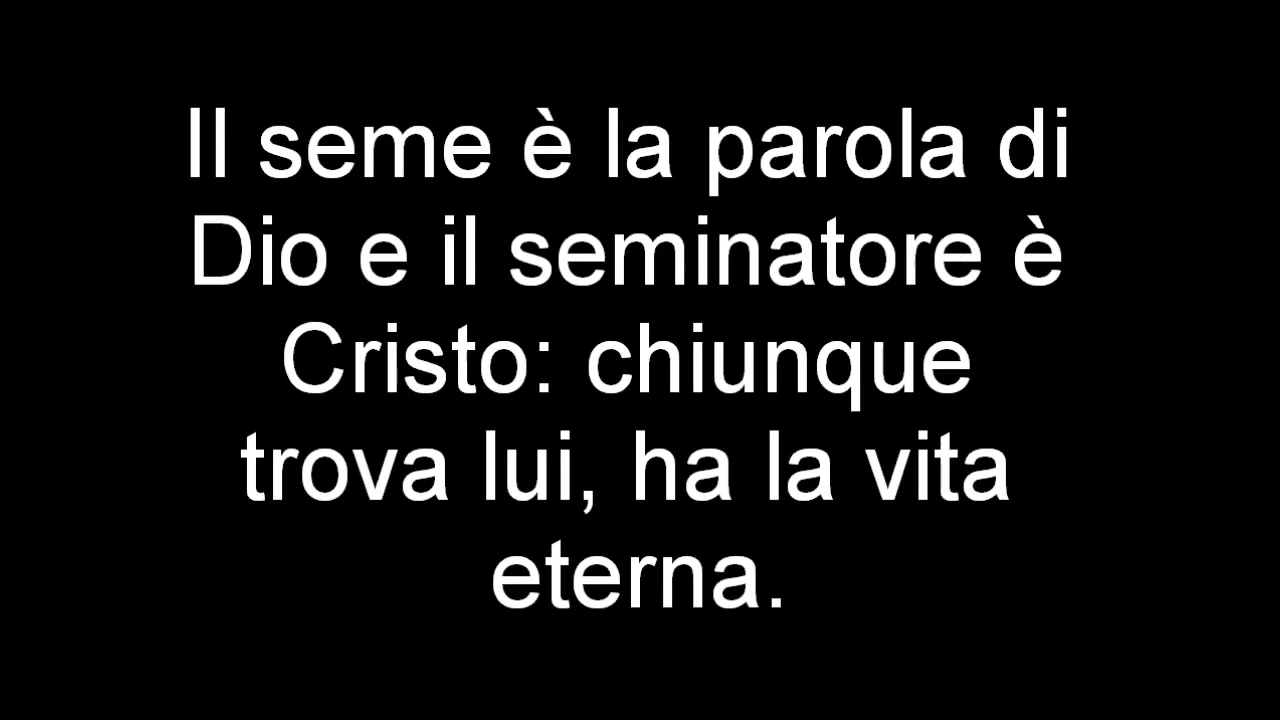 Il seme è la parola di
Dio e il seminatore è
Cristo: chiunque
trova lui, ha la vita
eterna.